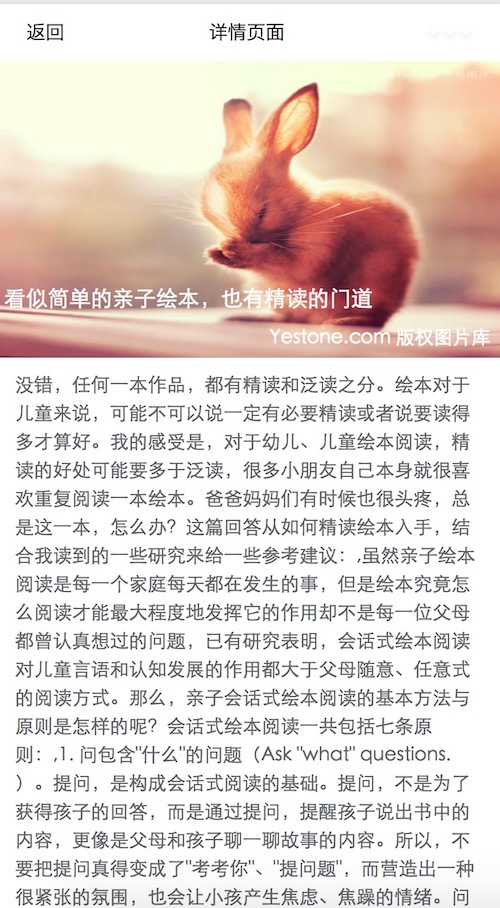 返回
详情页面
看似简单的亲子绘本，也有精读的门道
Yestone.com 版权图片库
没错，任何一本作品，都有精读和泛读之分。绘本对于
儿童来说，可能不可以说一定有必要精读或者说要读得
多才算好。我的感受是，对于幼儿、儿童绘本阅读，精
读的好处可能要多于泛读，很多小朋友自己本身就很喜
欢重复阅读一本绘本。爸爸妈妈们有时候也很头疼，总
是这一本，怎么办？这篇回答从如何精读绘本入手，结
合我读到的一些研究来给一些参考建议：,虽然亲子绘本
阅读是每一个家庭每天都在发生的事，但是绘本究竟怎
么阅读才能最大程度地发挥它的作用却不是每一位父母
都曾认真想过的问题，已有研究表明，会话式绘本阅读
对儿童言语和认知发展的作用都大于父母随意、任意式
的阅读方式。那么，亲子会话式绘本阅读的基本方法与
原则是怎样的呢？会话式绘本阅读一共包括七条原
则：,1. 问包含"什么"的问题（Ask "what" questions.
）。提问，是构成会话式阅读的基础。提问，不是为了
获得孩子的回答，而是通过提问，提醒孩子说出书中的
内容，更像是父母和孩子聊一聊故事的内容。所以，不
要把提问真得变成了"考考你"、"提问题"，而营造出一种
很紧张的氛围，也会让小孩产生焦虑、焦躁的情绪。问